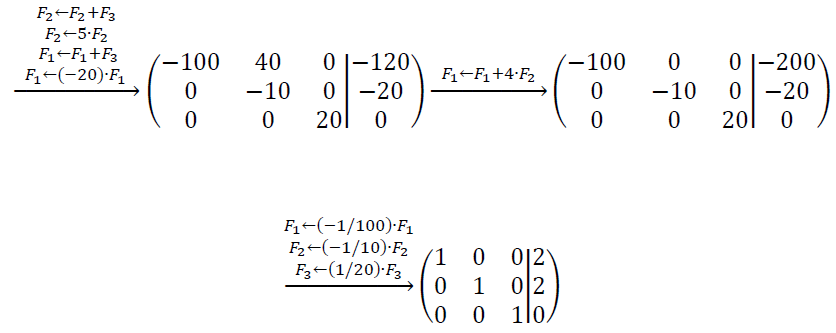 F₂←F₂+F₃
F₂←5·F₂
F₁←F₁+F₃
F₁←(−20)·F₁
−100 40 0 | −120
0 −10 0 | −20
0 0 20 | 0
F₁←F₁+4·F₂
−100 0 0 | −200
0 −10 0 | −20
0 0 20 | 0
F₁←(−1/100)·F₁
F₂←(−1/10)·F₂
F₃←(1/20)·F₃
1 0 0 | 2
0 1 0 | 2
0 0 1 | 0